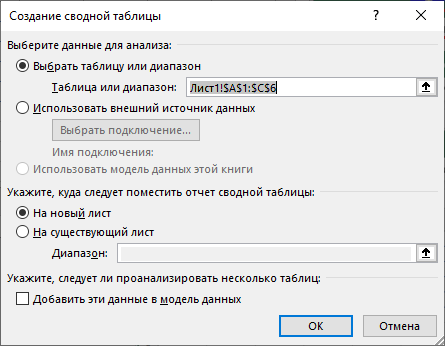 Создание сводной таблицы
? ×
Выберите данные для анализа:
Выбрать таблицу или диапазон
Таблица или диапазон: Лист1!$A$1:$C$6
Использовать внешний источник данных
Выбрать подключение...
Имя подключения:
Использовать модель данных этой книги
Укажите, куда следует поместить отчет сводной таблицы:
На новый лист
На существующий лист
Диапазон:
Укажите, следует ли проанализировать несколько таблиц:
Добавить эти данные в модель данных
ОК Отмена